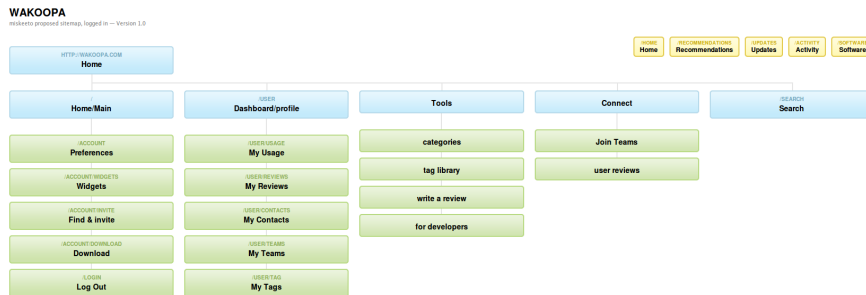 WAKOOPA
miskeeto proposed sitemap, logged in — Version 1.0
/HOME
Home
/RECOMMENDATIONS
Recommendations
/UPDATES
Updates
/ACTIVITY
Activity
/SOFTWARE
Software
HTTP://WAKOOPA.COM
Home
/
Home/Main
/USER
Dashboard/profile
Tools
Connect
/SEARCH
Search
/ACCOUNT
Preferences
/ACCOUNT/WIDGETS
Widgets
/ACCOUNT/INVITE
Find & invite
/ACCOUNT/DOWNLOAD
Download
/LOGIN
Log Out
/USER/USAGE
My Usage
/USER/REVIEWS
My Reviews
/USER/CONTACTS
My Contacts
/USER/TEAMS
My Teams
/USER/TAG
My Tags
categories
tag library
write a review
for developers
Join Teams
user reviews